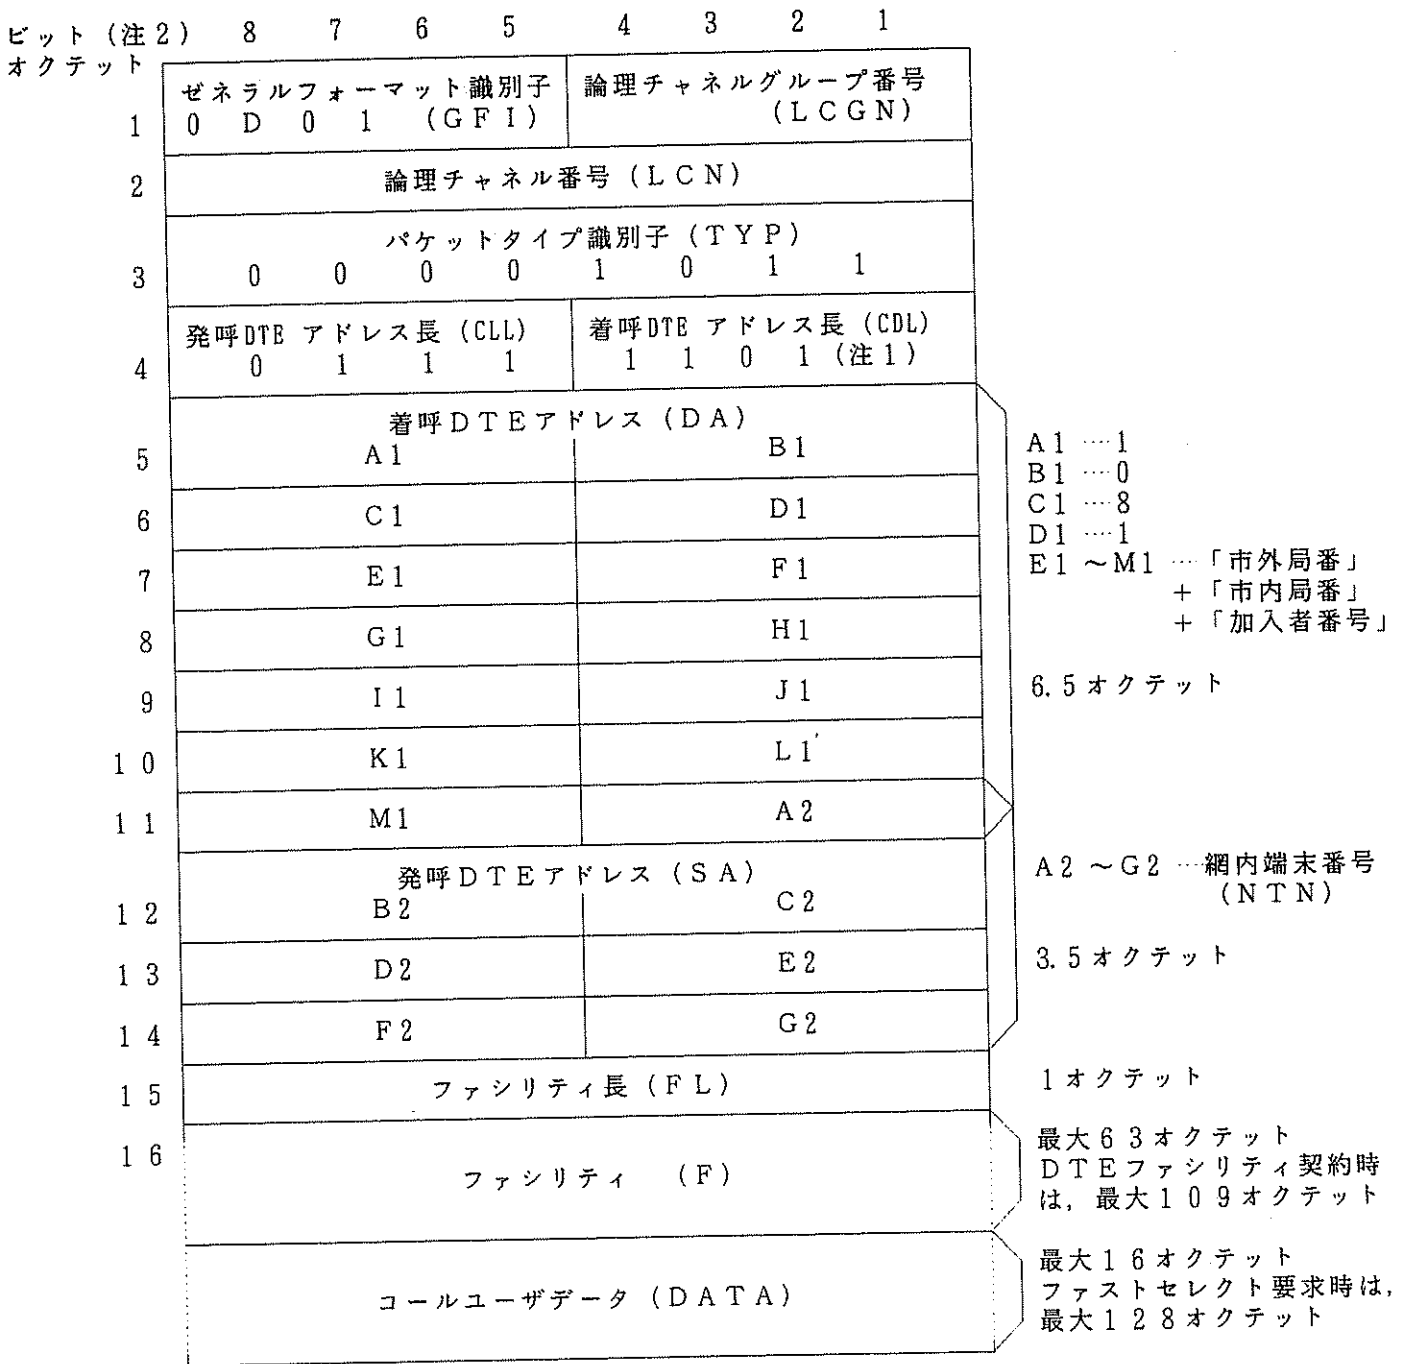 ビット(注2) 8 7 6 5 4 3 2 1
オクテット
ゼネラルフォーマット識別子 論理チャネルグループ番号
1 0 D 0 1 (GFI) (LCGN)
2 論理チャネル番号(LCN)
パケットタイプ識別子(TYP)
3 0 0 0 0 1 0 1 1
発呼DTE アドレス長(CLL) 着呼DTE アドレス長(CDL)
4 0 1 1 1 1 1 0 1(注1)
着呼DTEアドレス(DA)
5 A1 B1
6 C1 D1
7 E1 F1
8 G1 H1
9 I1 J1
10 K1 L1
11 M1 A2
発呼DTEアドレス(SA)
12 B2 C2
13 D2 E2
14 F2 G2
15 ファシリティ長(FL)
16
ファシリティ (F)
コールユーザデータ(DATA)
A1 ‥‥1
B1 ‥‥0
C1 ‥‥8
D1 ‥‥1
E1~M1 ‥‥「市外局番」
+「市内局番」
+「加入者番号」
6.5オクテット
A2~G2 ‥‥網内端末番号
(NTN)
3.5オクテット
1オクテット
最大63オクテット
DTEファシリティ契約時
は,最大109オクテット
最大16オクテット
ファストセレクト要求時は,
最大128オクテット